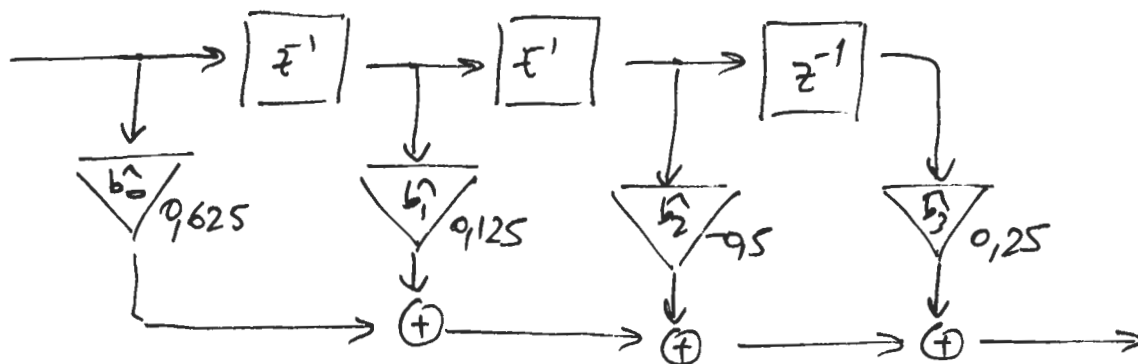 z⁻¹ z⁻¹ z⁻¹
b̂₀ 0,625 b̂₁ 0,125 b̂₂ -0,5 b̂₃ 0,25
+ + +